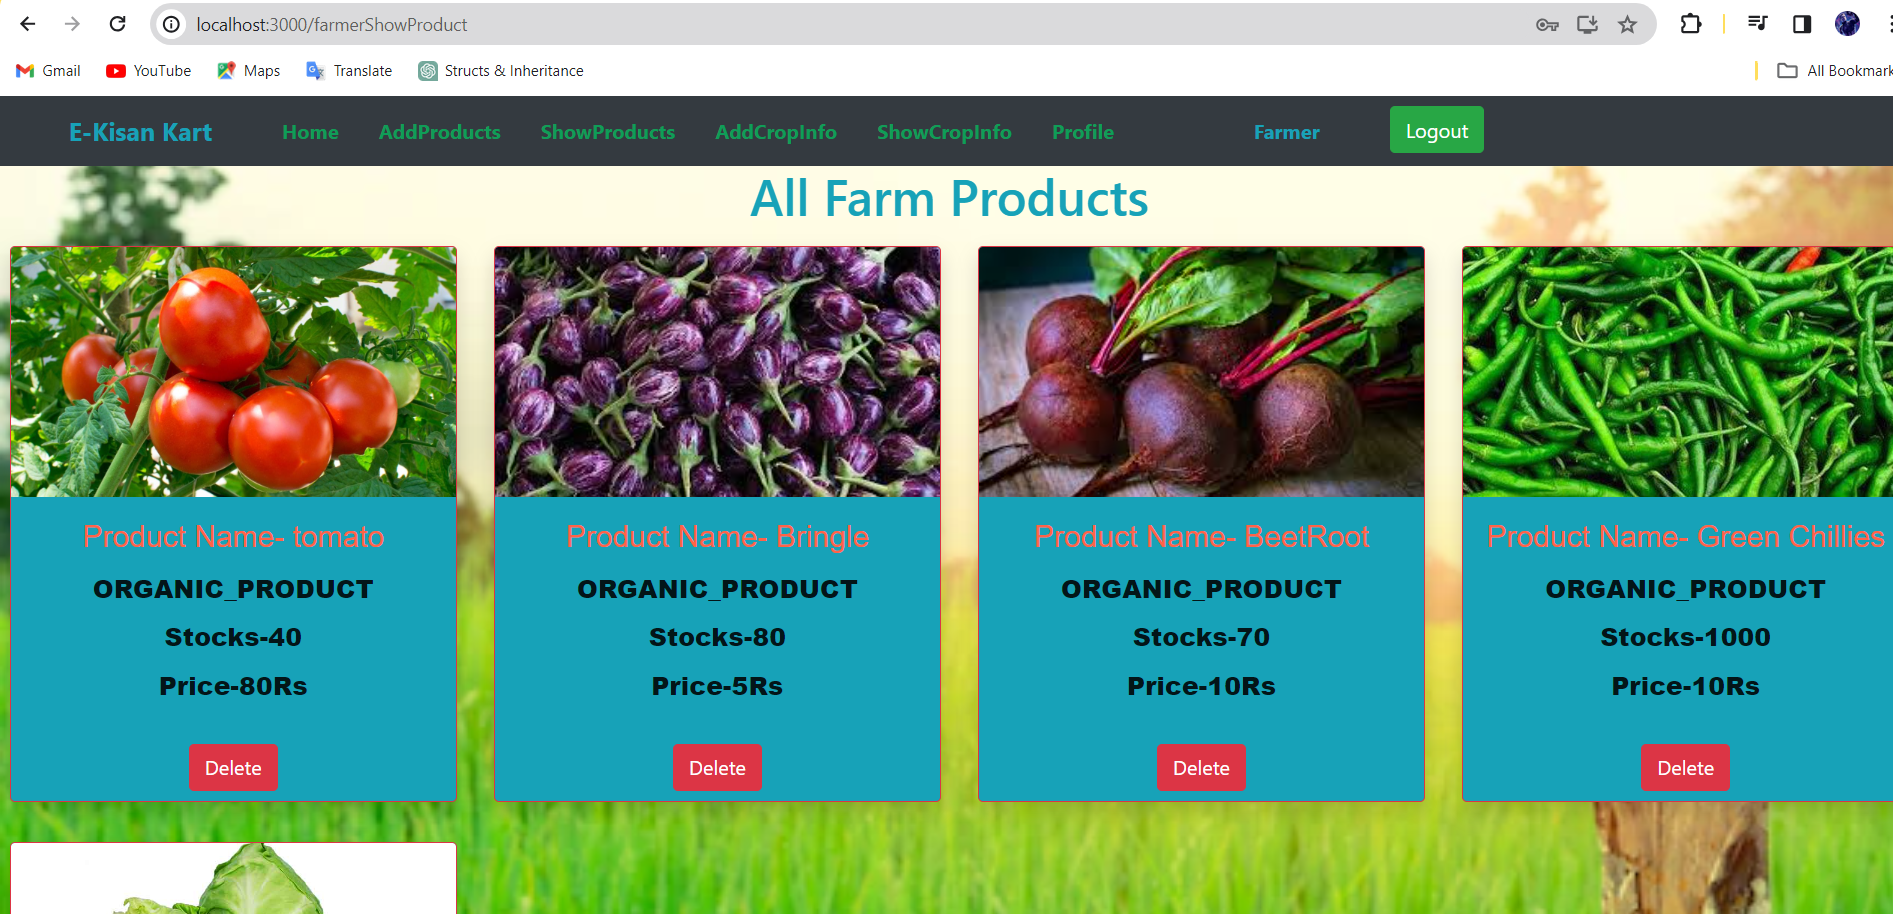 localhost:3000/farmerShowProduct
Gmail YouTube Maps Translate Structs & Inheritance All Bookmark
E-Kisan Kart Home AddProducts ShowProducts AddCropInfo ShowCropInfo Profile Farmer Logout
All Farm Products
Product Name- tomato
ORGANIC_PRODUCT
Stocks-40
Price-80Rs
Delete
Product Name- Bringle
ORGANIC_PRODUCT
Stocks-80
Price-5Rs
Delete
Product Name- BeetRoot
ORGANIC_PRODUCT
Stocks-70
Price-10Rs
Delete
Product Name- Green Chillies
ORGANIC_PRODUCT
Stocks-1000
Price-10Rs
Delete